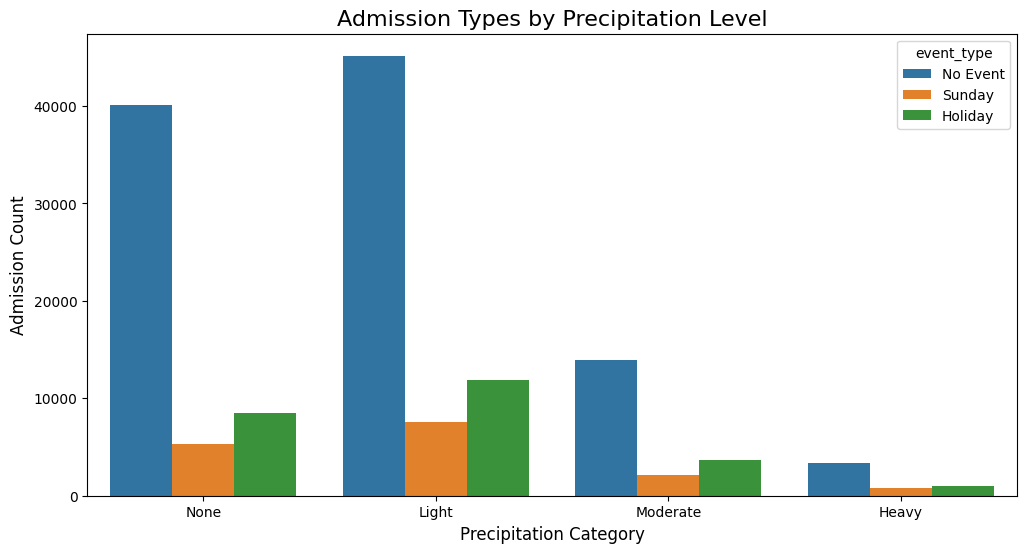 Admission Types by Precipitation Level
event_type
No Event
Sunday
Holiday
Admission Count
40000
30000
20000
10000
0
None Light Moderate Heavy
Precipitation Category